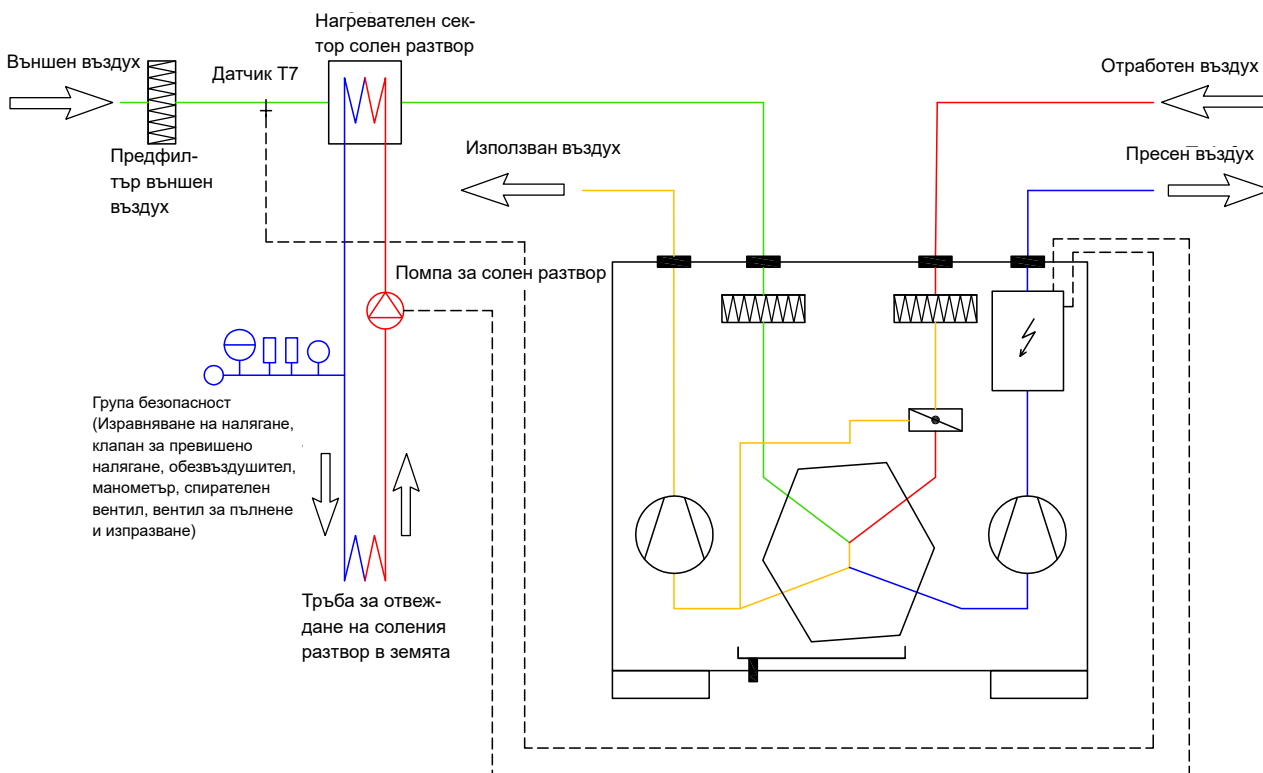 Нагревателен сек-
тор солен разтвор
Външен въздух
Датчик T7
Отработен въздух
Предфил-
тър външен
въздух
Използван въздух
Пресен въздух
Помпа за солен разтвор
Група безопасност
(Изравняване на налягане,
клапан за превишено
налягане, обезвъздушител,
манометър, спирателен
вентил, вентил за пълнене
и изпразване)
Тръба за отвеж-
дане на соления
разтвор в земята